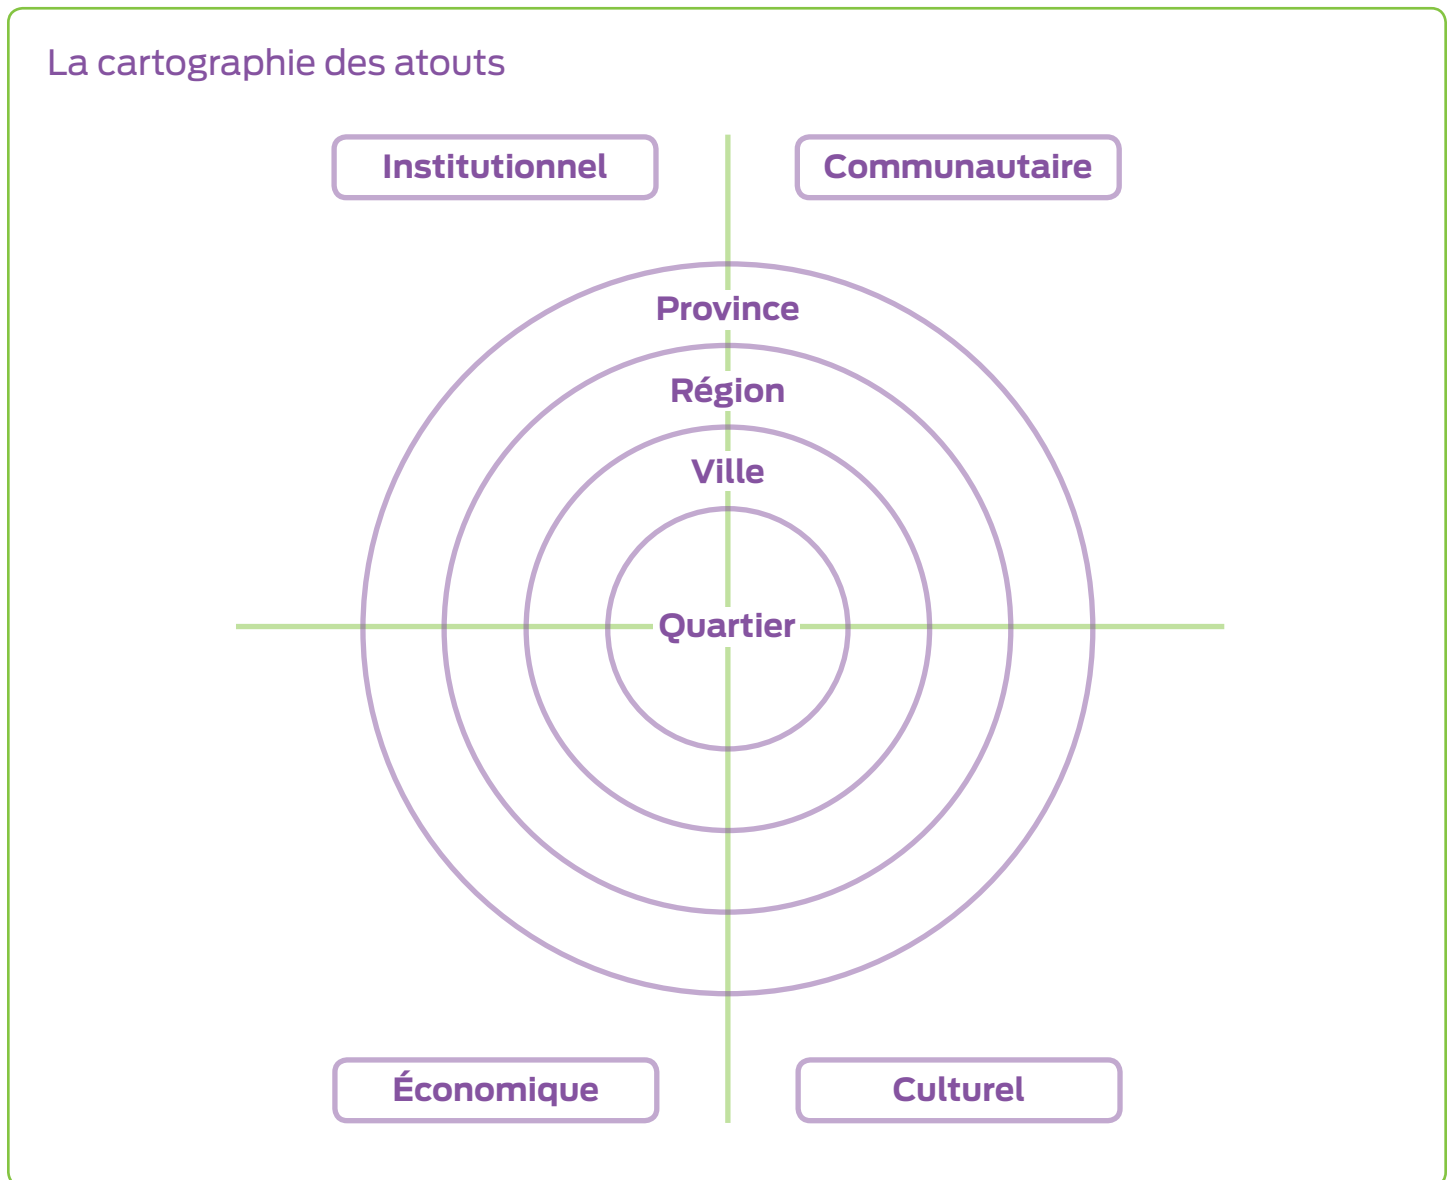 La cartographie des atouts
Institutionnel
Communautaire
Province
Région
Ville
Quartier
Économique
Culturel